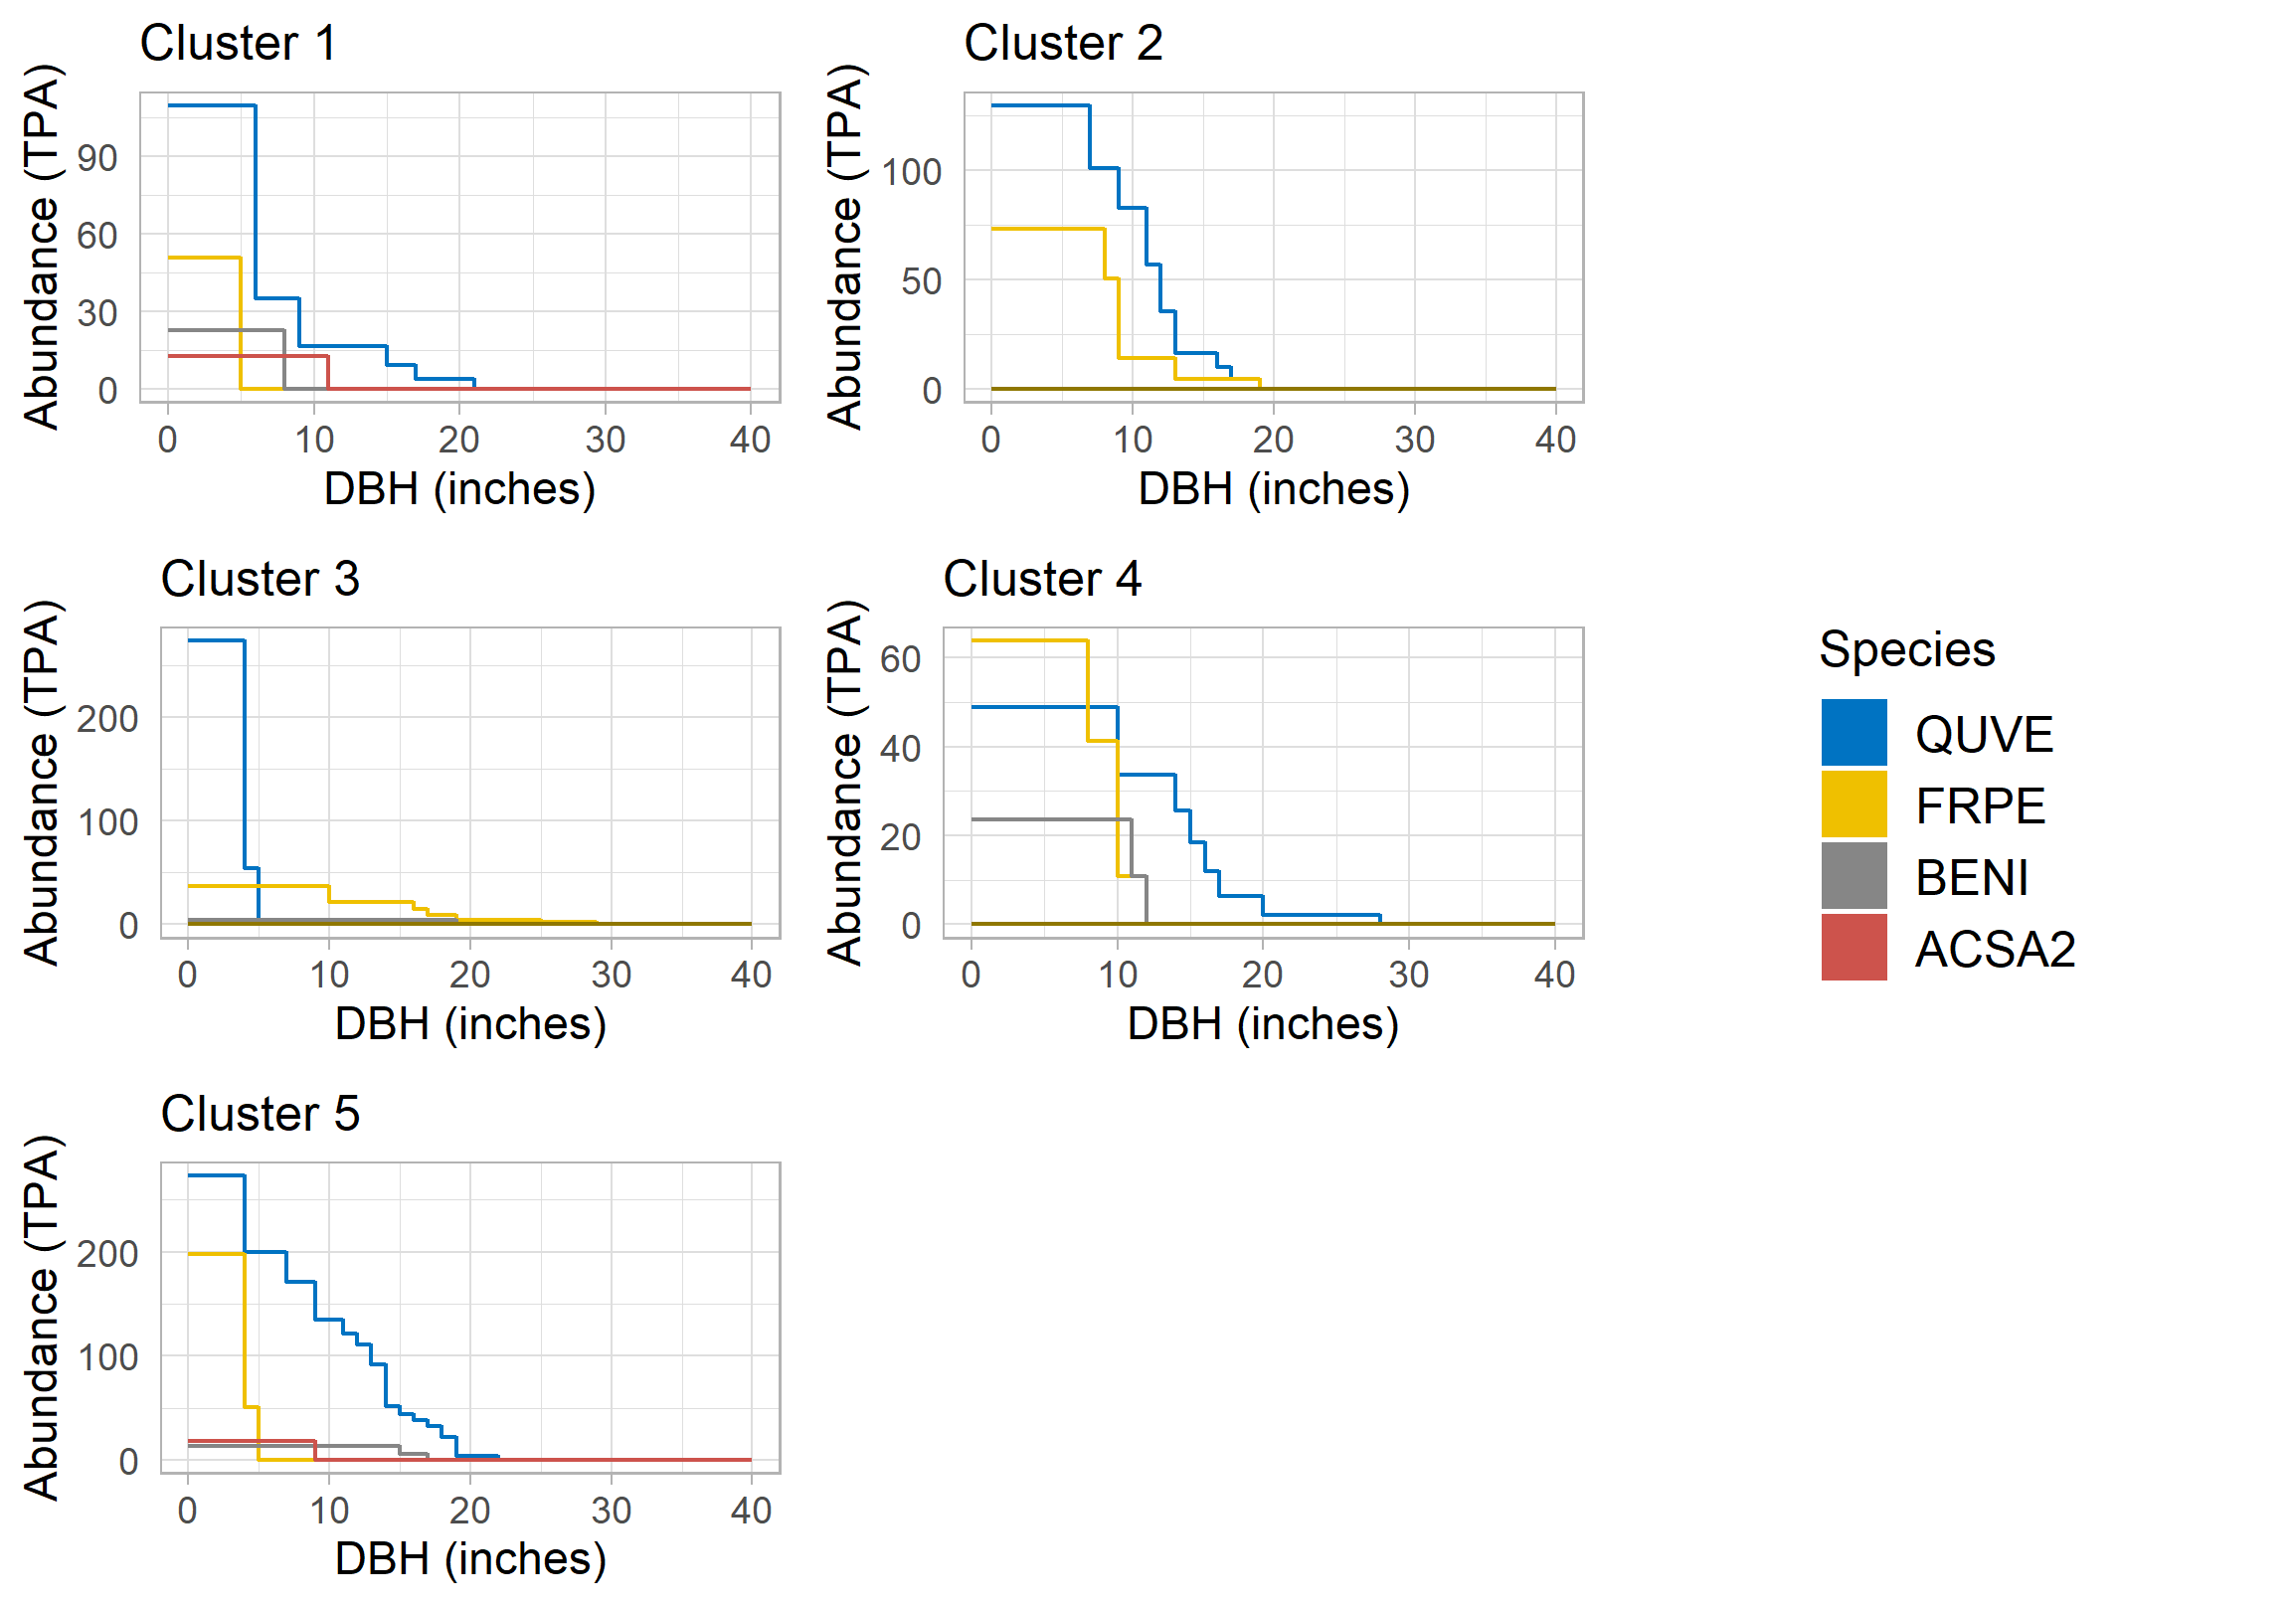 Cluster 1
Abundance (TPA)
90
60
30
0
0 10 20 30 40
DBH (inches)
Cluster 2
Abundance (TPA)
100
50
0
0 10 20 30 40
DBH (inches)
Cluster 3
Abundance (TPA)
200
100
0
0 10 20 30 40
DBH (inches)
Cluster 4
Abundance (TPA)
60
40
20
0
0 10 20 30 40
DBH (inches)
Species
QUVE
FRPE
BENI
ACSA2
Cluster 5
Abundance (TPA)
200
100
0
0 10 20 30 40
DBH (inches)